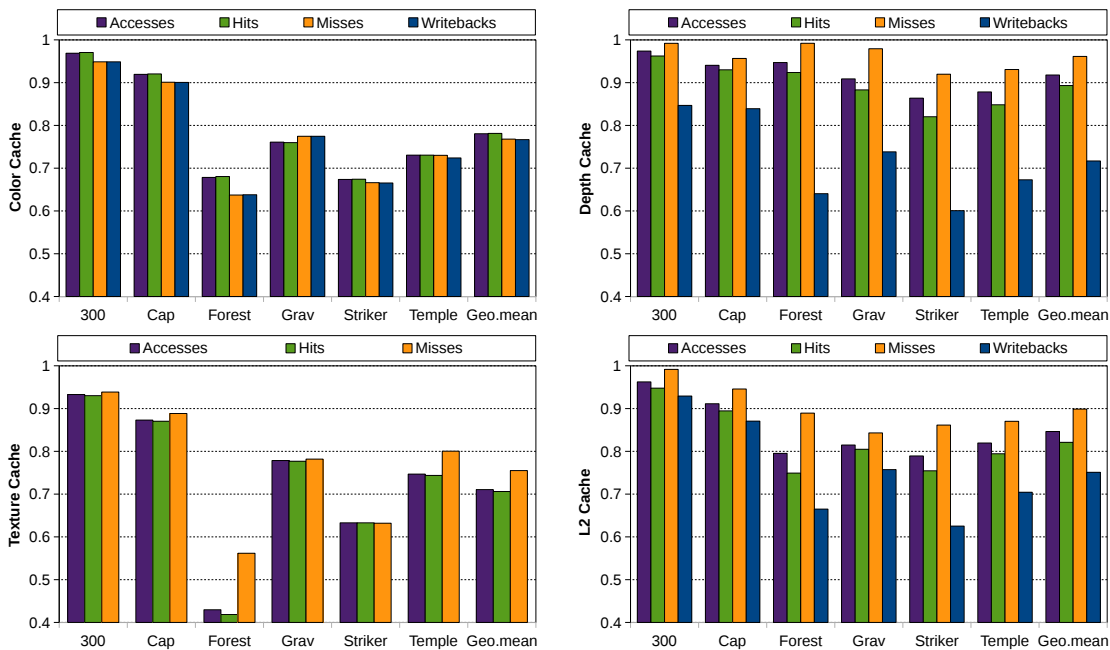 Accesses Hits Misses Writebacks
Color Cache
1
0.9
0.8
0.7
0.6
0.5
0.4
300 Cap Forest Grav Striker Temple Geo.mean
Accesses Hits Misses Writebacks
Depth Cache
1
0.9
0.8
0.7
0.6
0.5
0.4
300 Cap Forest Grav Striker Temple Geo.mean
Accesses Hits Misses
Texture Cache
1
0.9
0.8
0.7
0.6
0.5
0.4
300 Cap Forest Grav Striker Temple Geo.mean
Accesses Hits Misses Writebacks
L2 Cache
1
0.9
0.8
0.7
0.6
0.5
0.4
300 Cap Forest Grav Striker Temple Geo.mean